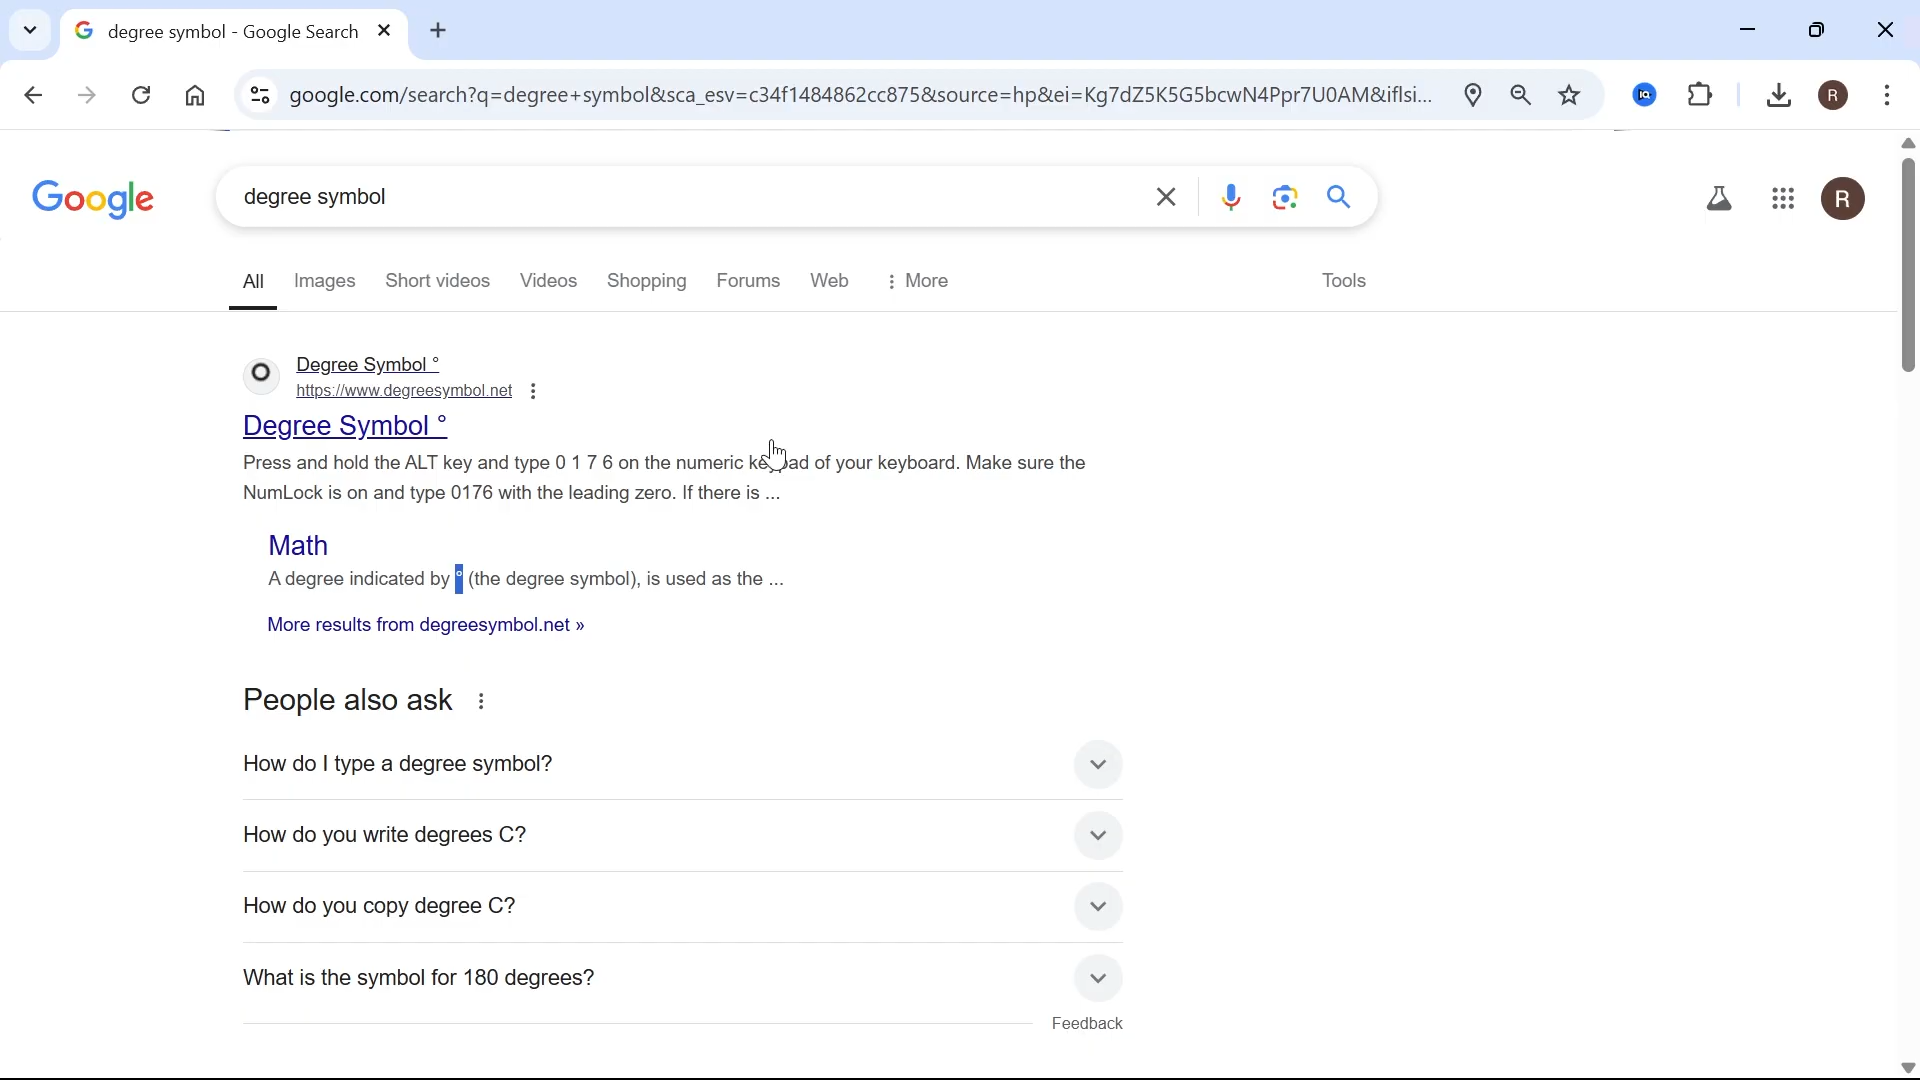 degree symbol - Google Search
google.com/search?q=degree+symbol&sca_esv=c34f1484862cc875&source=hp&ei=Kg7dZ5K5G5bcwN4Ppr7U0AM&iflsi...
R
Google
degree symbol
R
All Images Short videos Videos Shopping Forums Web More Tools
Degree Symbol °
https://www.degreesymbol.net
Degree Symbol °
Press and hold the ALT key and type 0 1 7 6 on the numeric keypad of your keyboard. Make sure the
NumLock is on and type 0176 with the leading zero. If there is ...
Math
A degree indicated by ° (the degree symbol), is used as the ...
More results from degreesymbol.net »
People also ask
How do I type a degree symbol?
How do you write degrees C?
How do you copy degree C?
What is the symbol for 180 degrees?
Feedback